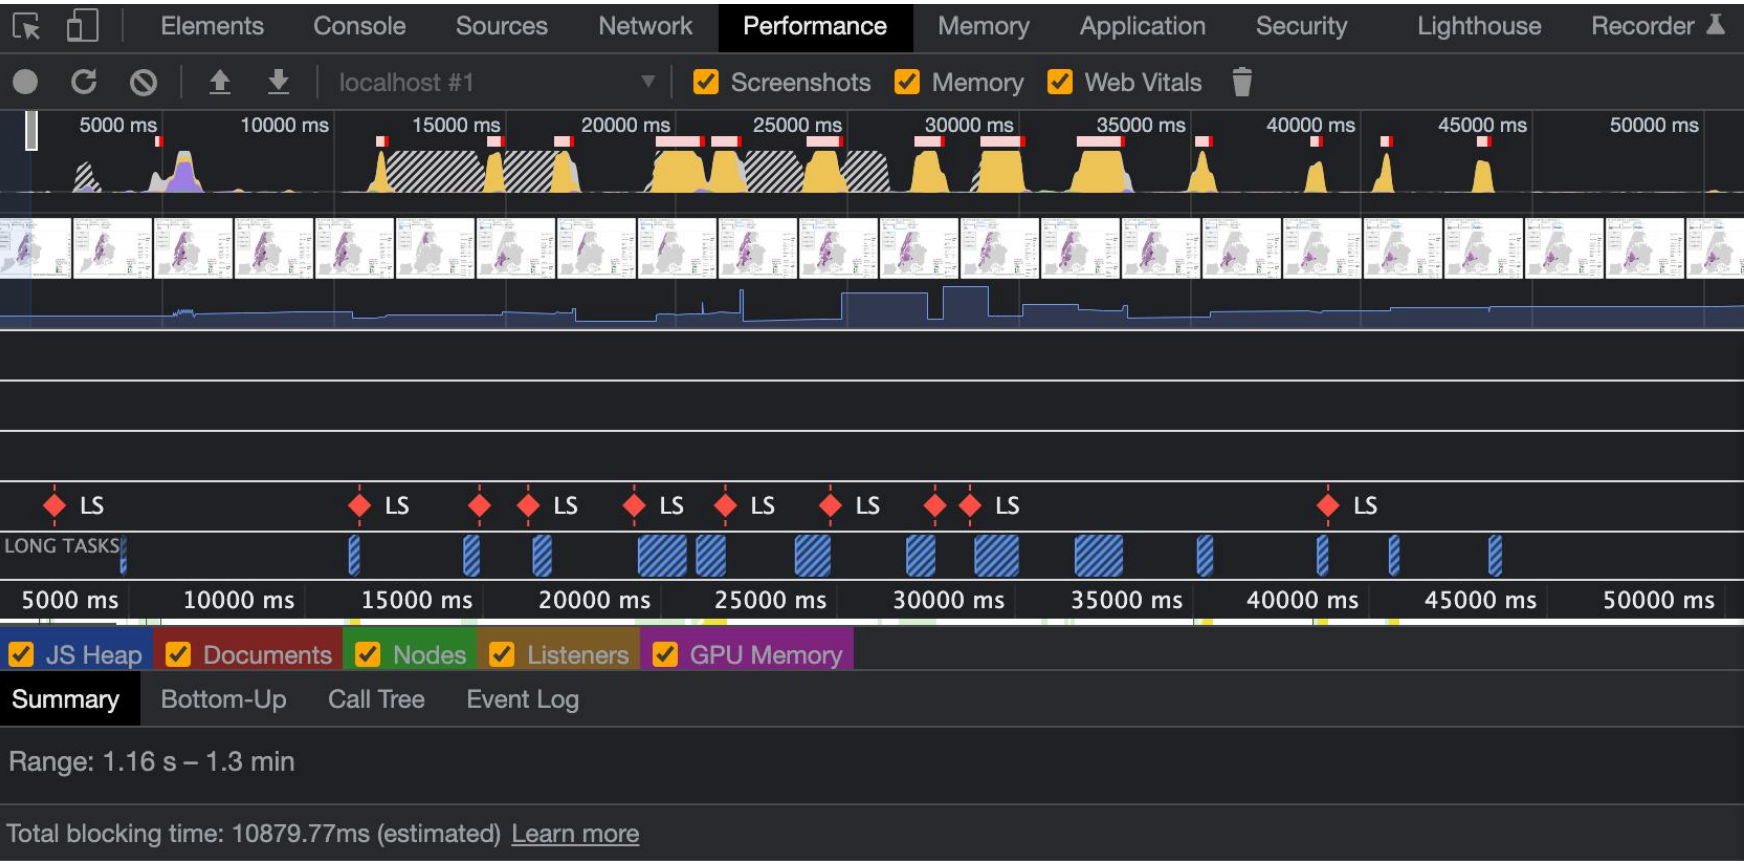 Elements Console Sources Network Performance Memory Application Security Lighthouse Recorder
localhost #1 Screenshots Memory Web Vitals
5000 ms 10000 ms 15000 ms 20000 ms 25000 ms 30000 ms 35000 ms 40000 ms 45000 ms 50000 ms
LS LS LS LS LS LS LS LS
LONG TASKS
5000 ms 10000 ms 15000 ms 20000 ms 25000 ms 30000 ms 35000 ms 40000 ms 45000 ms 50000 ms
JS Heap Documents Nodes Listeners GPU Memory
Summary Bottom-Up Call Tree Event Log
Range: 1.16 s – 1.3 min
Total blocking time: 10879.77ms (estimated) Learn more